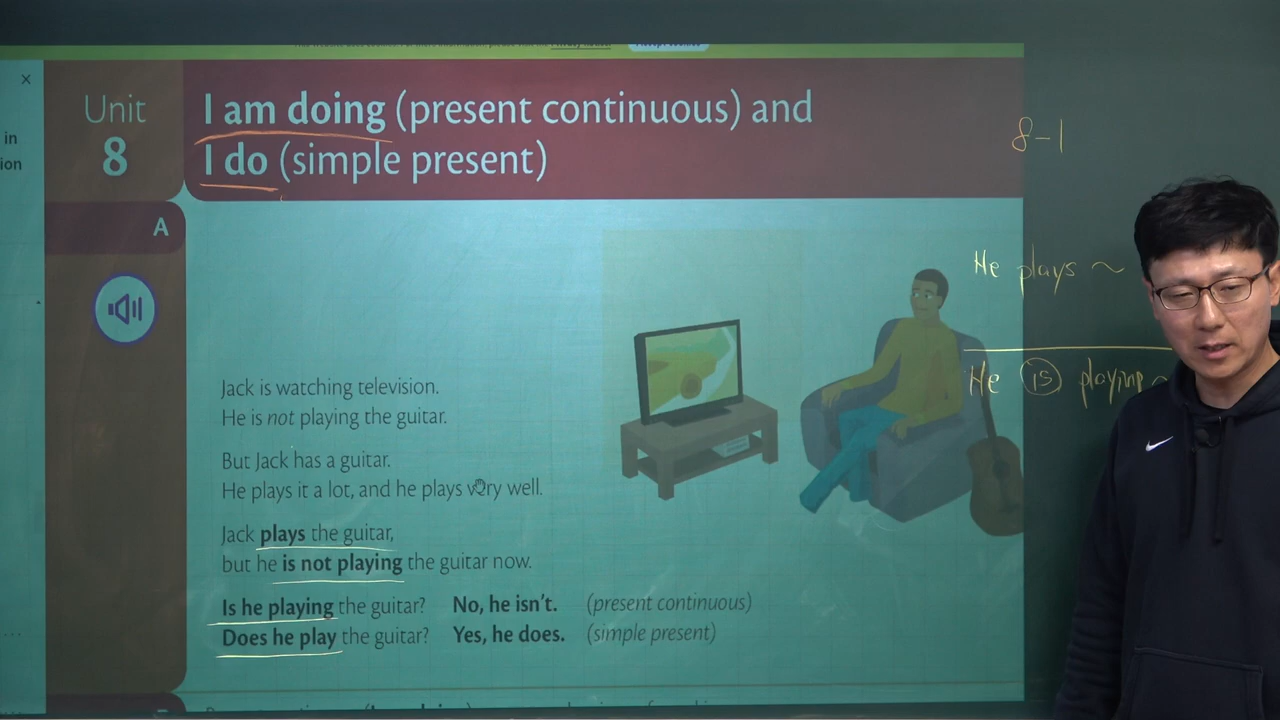 Unit
8
I am doing (present continuous) and
I do (simple present)
8-1
in
ion
A
He plays ~
He is playing ~
Jack is watching television.
He is not playing the guitar.
But Jack has a guitar.
He plays it a lot, and he plays very well.
Jack plays the guitar,
but he is not playing the guitar now.
Is he playing the guitar? No, he isn't. (present continuous)
Does he play the guitar? Yes, he does. (simple present)